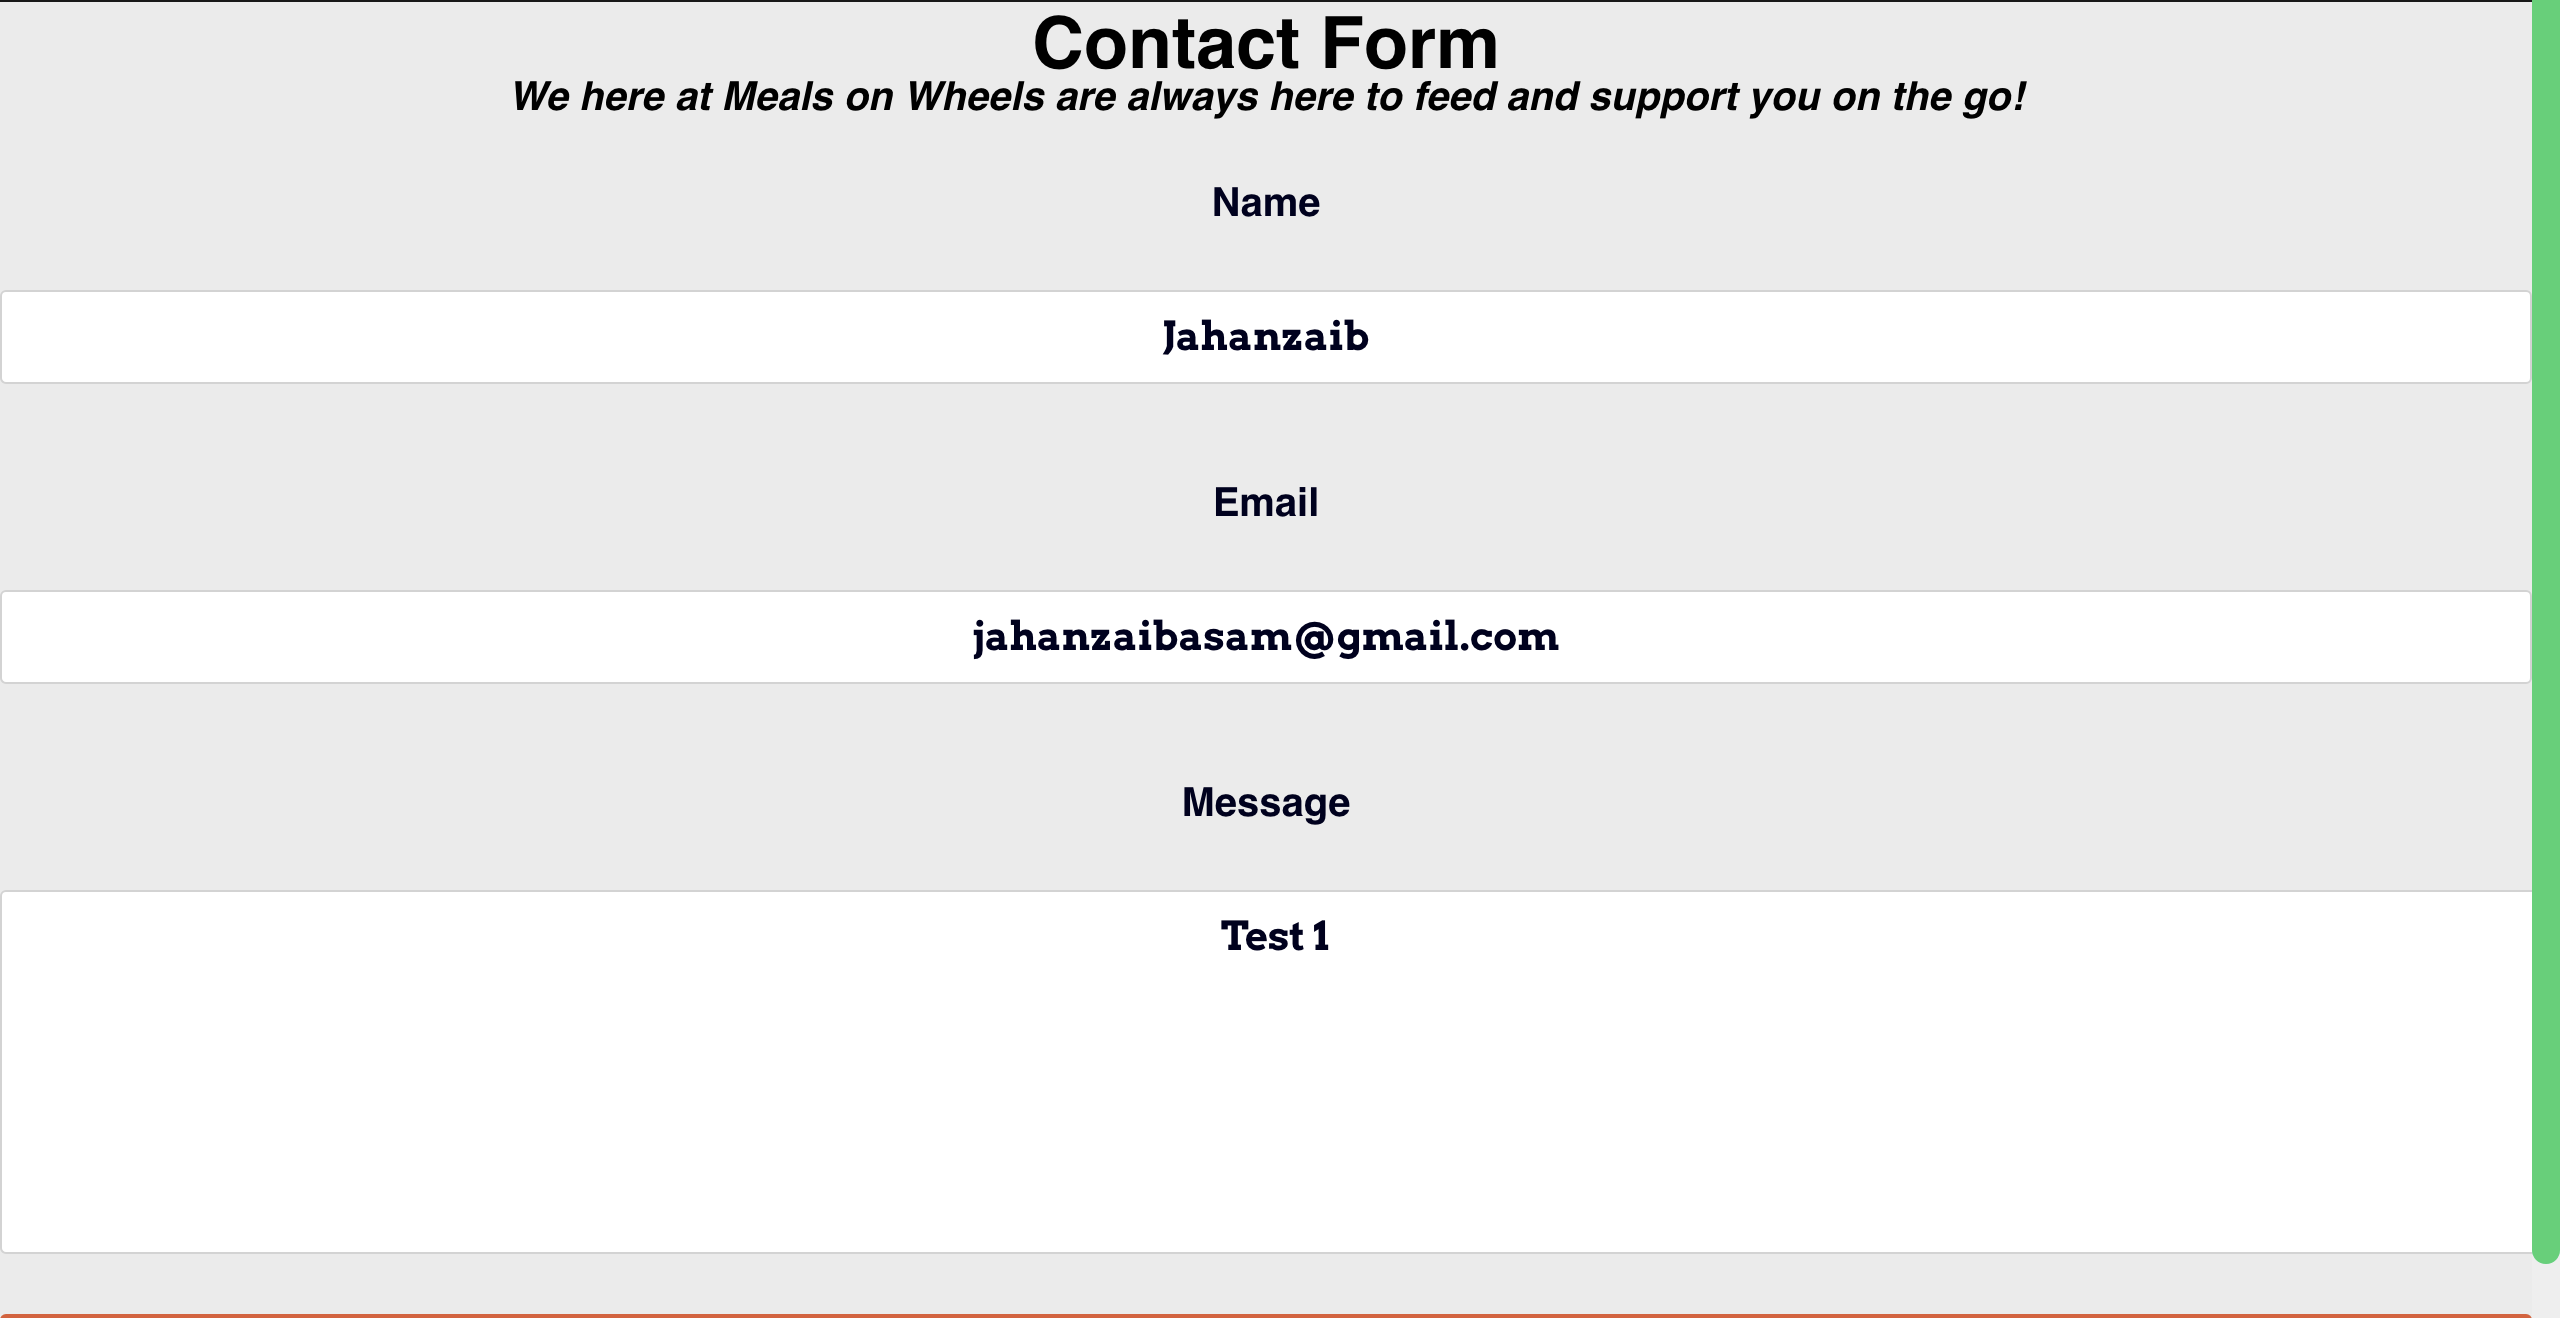 Contact Form
We here at Meals on Wheels are always here to feed and support you on the go!
Name
Jahanzaib
Email
jahanzaibasam@gmail.com
Message
Test 1